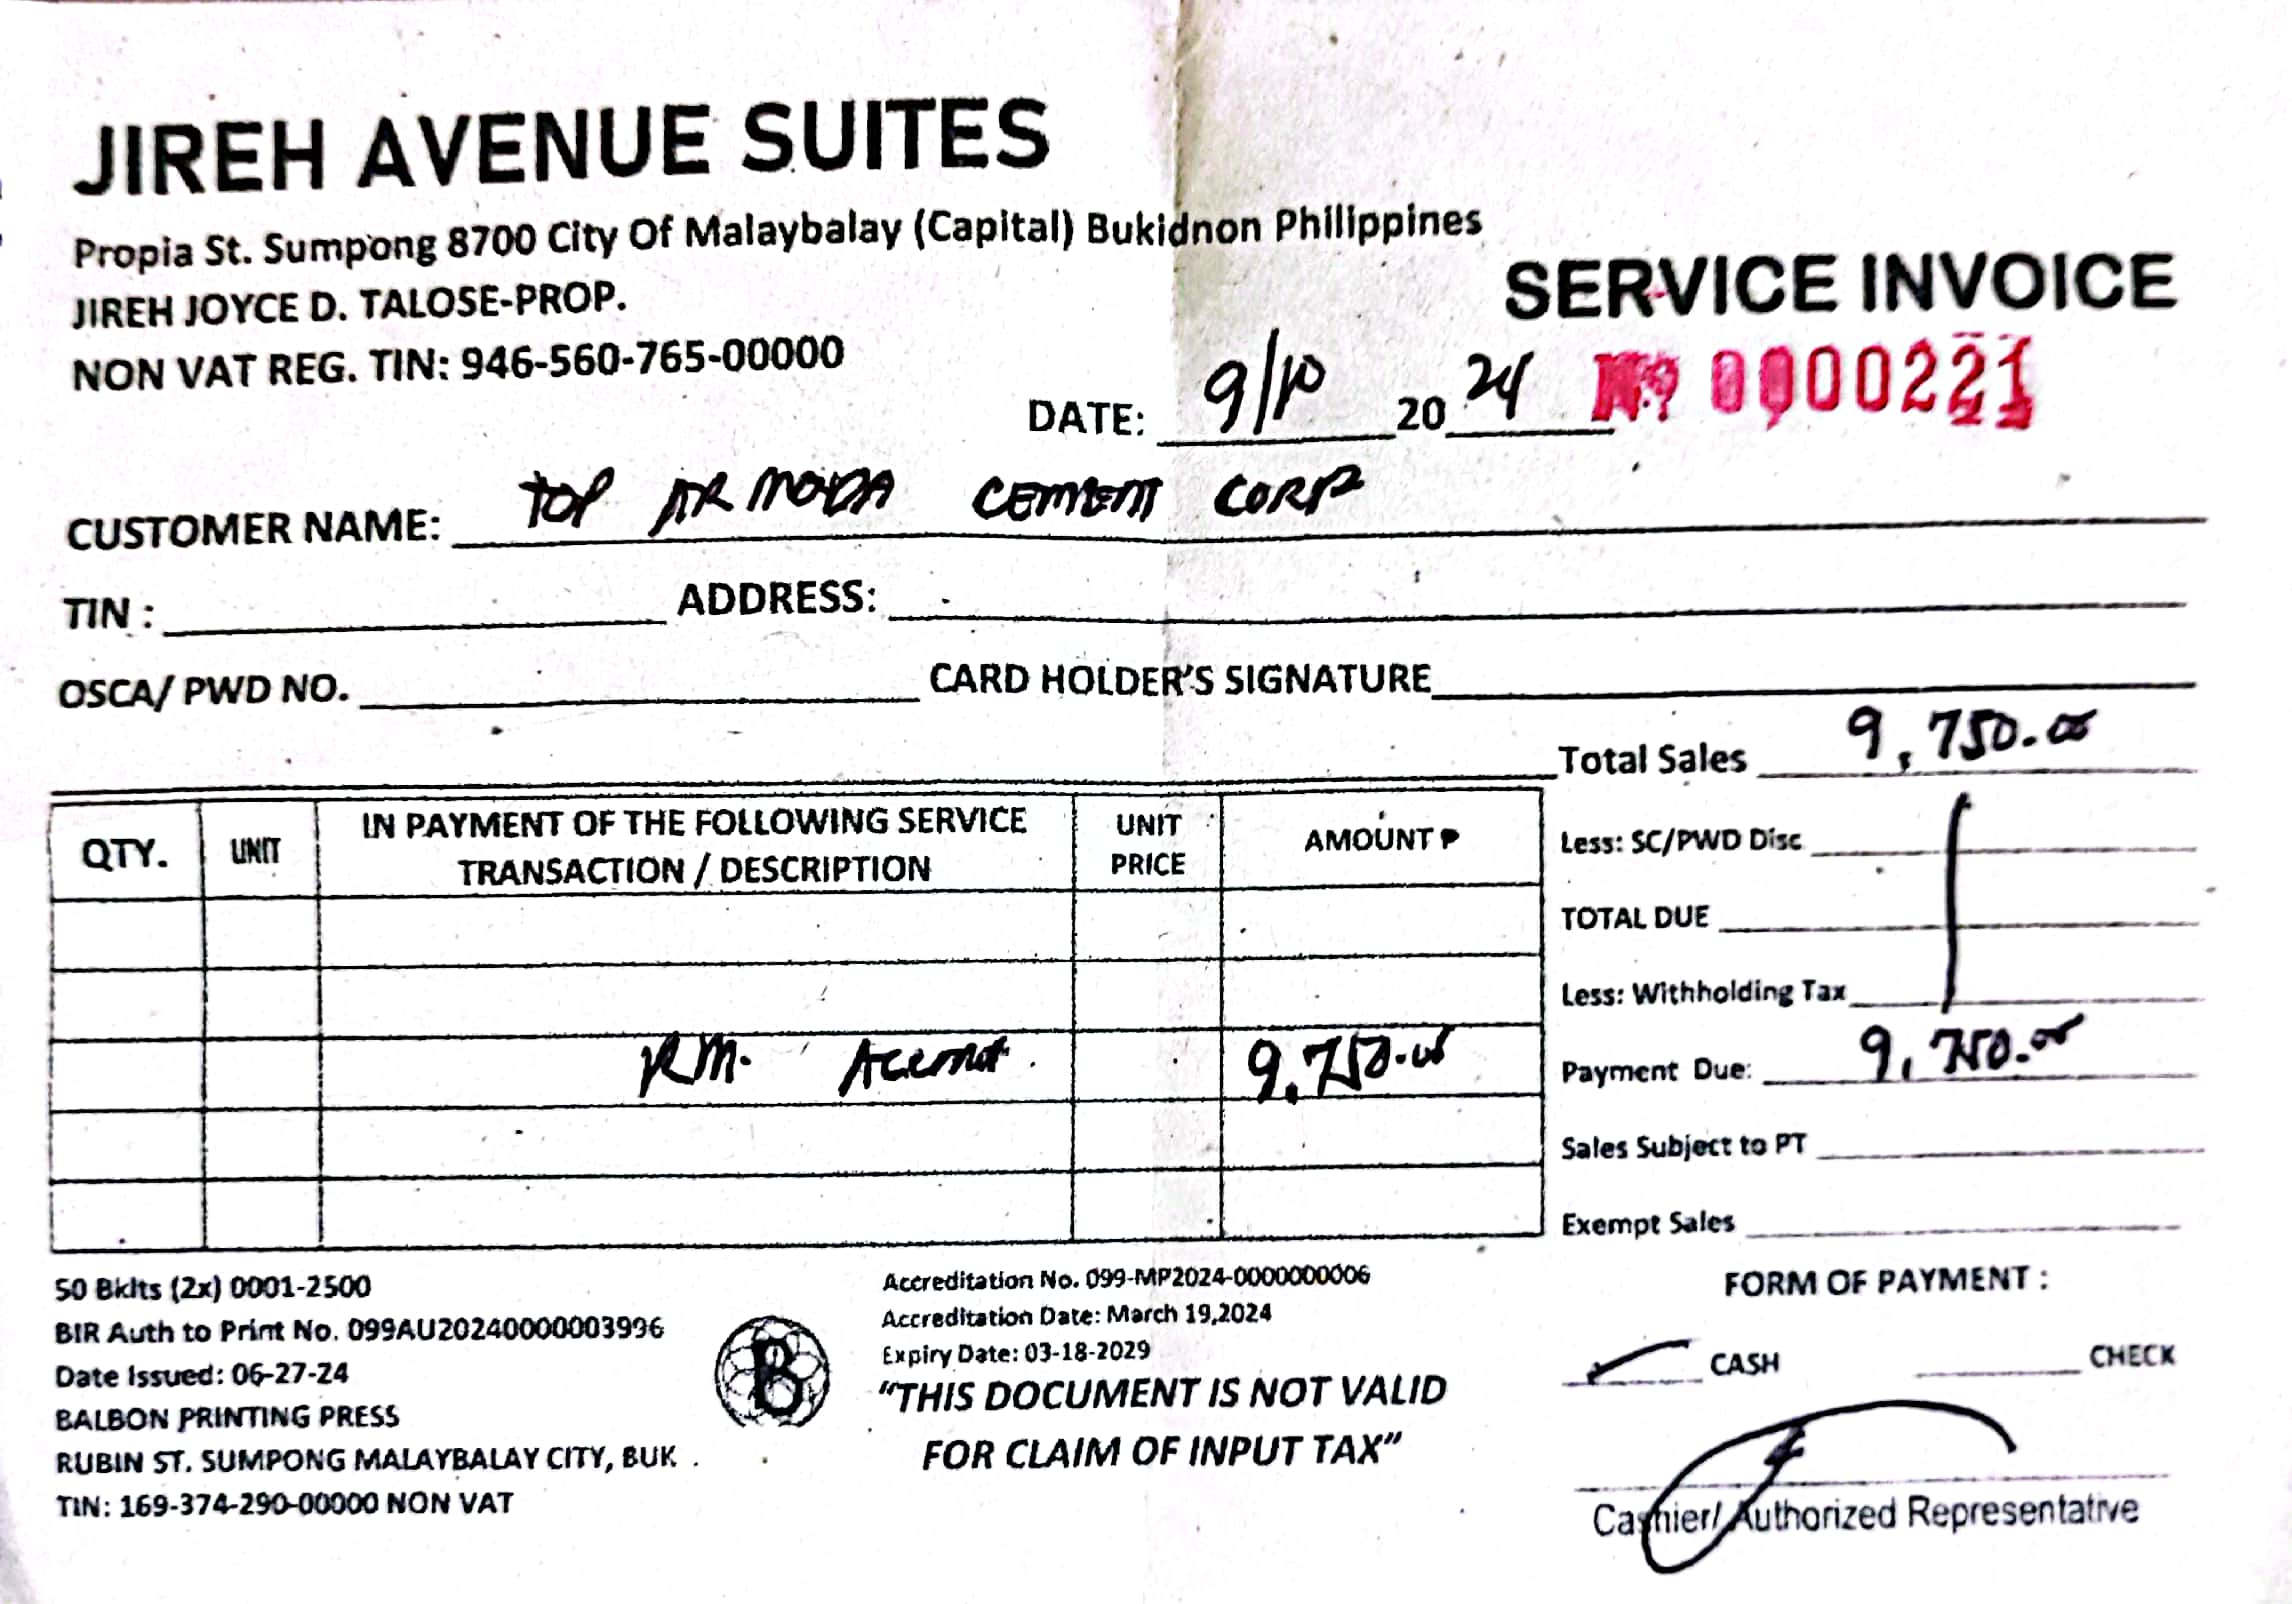 JIREH AVENUE SUITES
Propia St. Sumpong 8700 City Of Malaybalay (Capital) Bukidnon Philippines
JIREH JOYCE D. TALOSE-PROP.
NON VAT REG. TIN: 946-560-765-00000
SERVICE INVOICE
DATE: 9/10 20 24 No 0000221
CUSTOMER NAME: TOP ARMADA CEMENT CORP
TIN : ADDRESS:
OSCA/ PWD NO. CARD HOLDER'S SIGNATURE
QTY. UNIT IN PAYMENT OF THE FOLLOWING SERVICE TRANSACTION / DESCRIPTION UNIT PRICE AMOUNT P
RM. 9,750.00
Total Sales 9,750.00
Less: SC/PWD Disc
TOTAL DUE
Less: Withholding Tax
Payment Due: 9,750.00
Sales Subject to PT
Exempt Sales
50 Bklts (2x) 0001-2500
BIR Auth to Print No. 099AU20240000003996
Date Issued: 06-27-24
BALBON PRINTING PRESS
RUBIN ST. SUMPONG MALAYBALAY CITY, BUK .
TIN: 169-374-290-00000 NON VAT
B
Accreditation No. 099-MP2024-0000000006
Accreditation Date: March 19,2024
Expiry Date: 03-18-2029
"THIS DOCUMENT IS NOT VALID
FOR CLAIM OF INPUT TAX"
FORM OF PAYMENT :
CASH CHECK
Cashier/ Authorized Representative